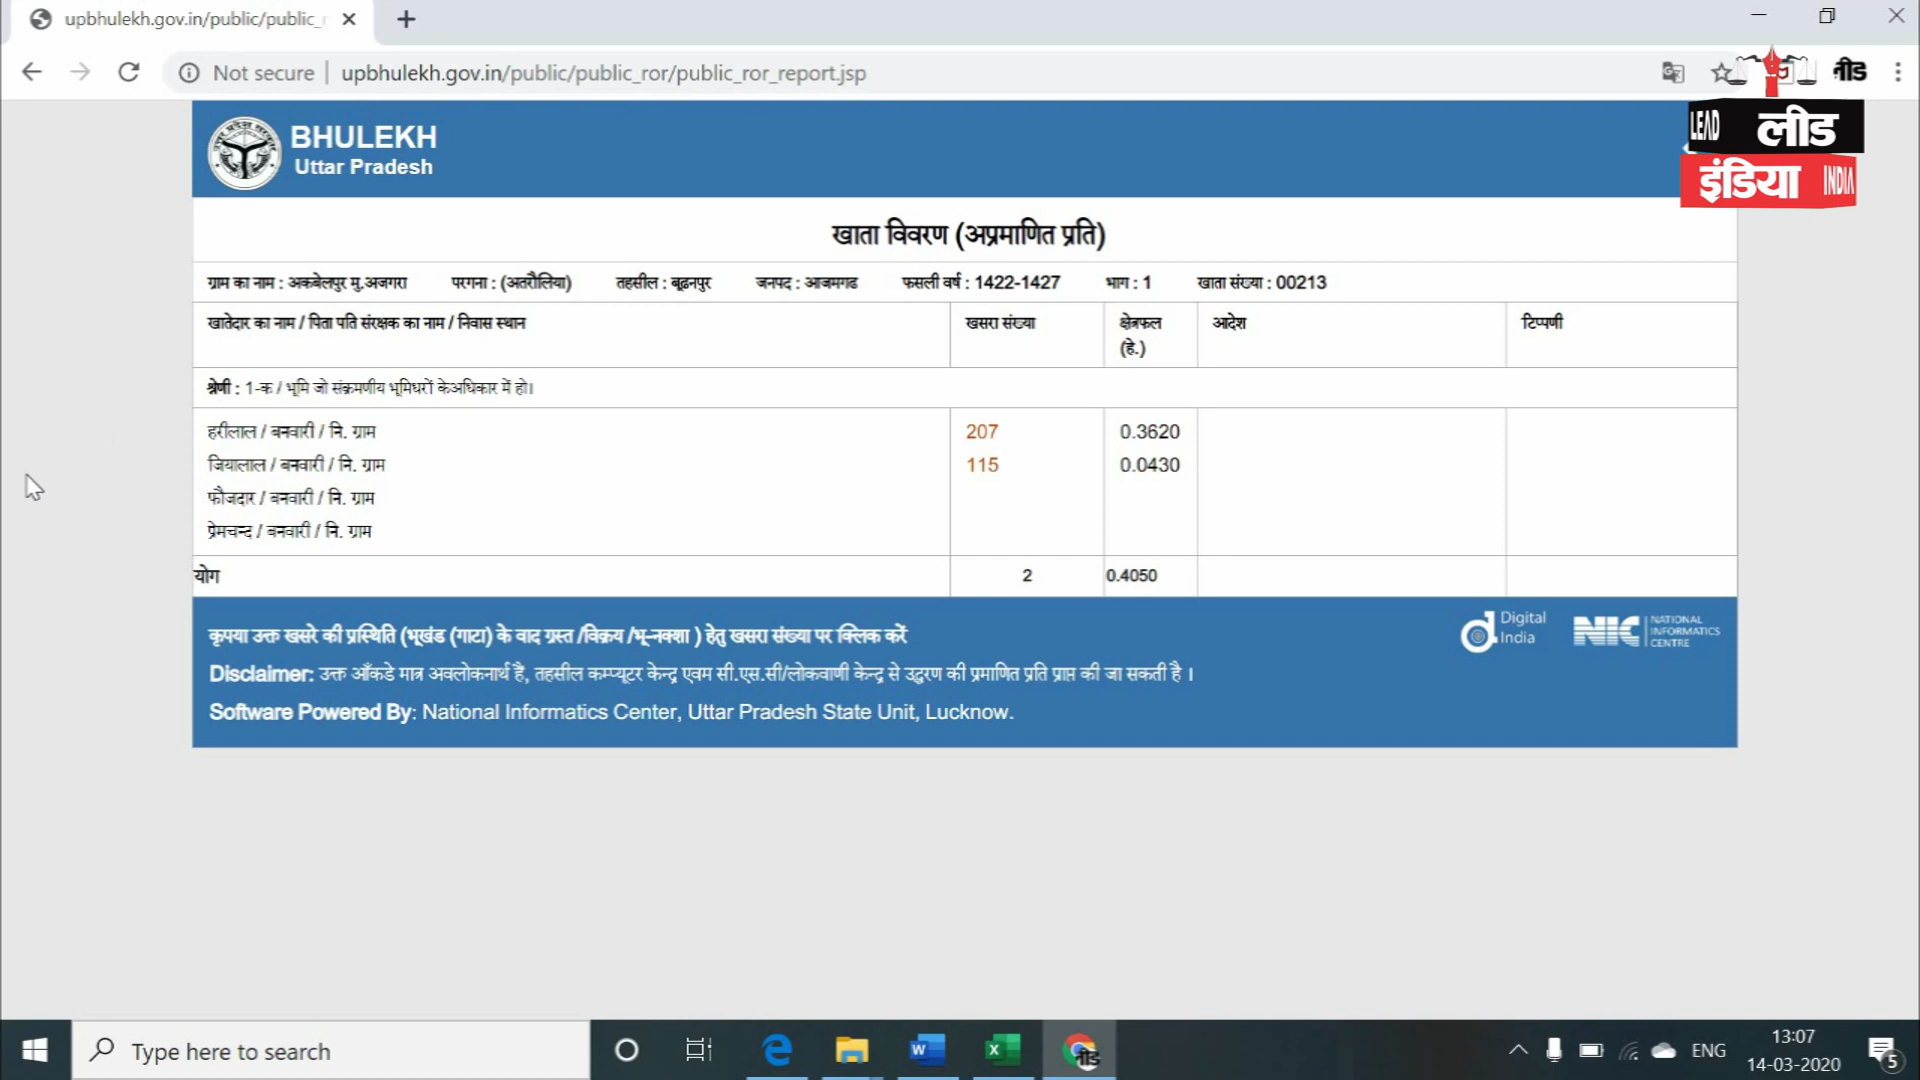 upbhulekh.gov.in/public/public_r
Not secure | upbhulekh.gov.in/public/public_ror/public_ror_report.jsp
लीड
LEAD लीड
इंडिया INDIA
BHULEKH
Uttar Pradesh
खाता विवरण (अप्रमाणित प्रति)
ग्राम का नाम : अकबेलपुर मु.अजगरा परगना : (अतरौलिया) तहसील : बूढ़नपुर जनपद : आजमगढ फसली वर्ष : 1422-1427 भाग : 1 खाता संख्या : 00213
खातेदार का नाम / पिता पति संरक्षक का नाम / निवास स्थान खसरा संख्या क्षेत्रफल (हे.) आदेश टिप्पणी
श्रेणी : 1-क / भूमि जो संक्रमणीय भूमिधरों केअधिकार में हो।
हरीलाल / बनवारी / नि. ग्राम 207 0.3620
जियालाल / बनवारी / नि. ग्राम 115 0.0430
फौजदार / बनवारी / नि. ग्राम
प्रेमचन्द / बनवारी / नि. ग्राम
योग 2 0.4050
कृपया उक्त खसरे की प्रस्थिति (भूखंड (गाटा) के वाद ग्रस्त /विक्रय /भू-नक्शा ) हेतु खसरा संख्या पर क्लिक करें
Digital India
NIC NATIONAL INFORMATICS CENTRE
Disclaimer: उक्त आँकडे मात्र अवलोकनार्थ हैं, तहसील कम्प्यूटर केन्द्र एवम सी.एस.सी/लोकवाणी केन्द्र से उद्धरण की प्रमाणित प्रति प्राप्त की जा सकती है ।
Software Powered By: National Informatics Center, Uttar Pradesh State Unit, Lucknow.
Type here to search
ENG
13:07
14-03-2020
5